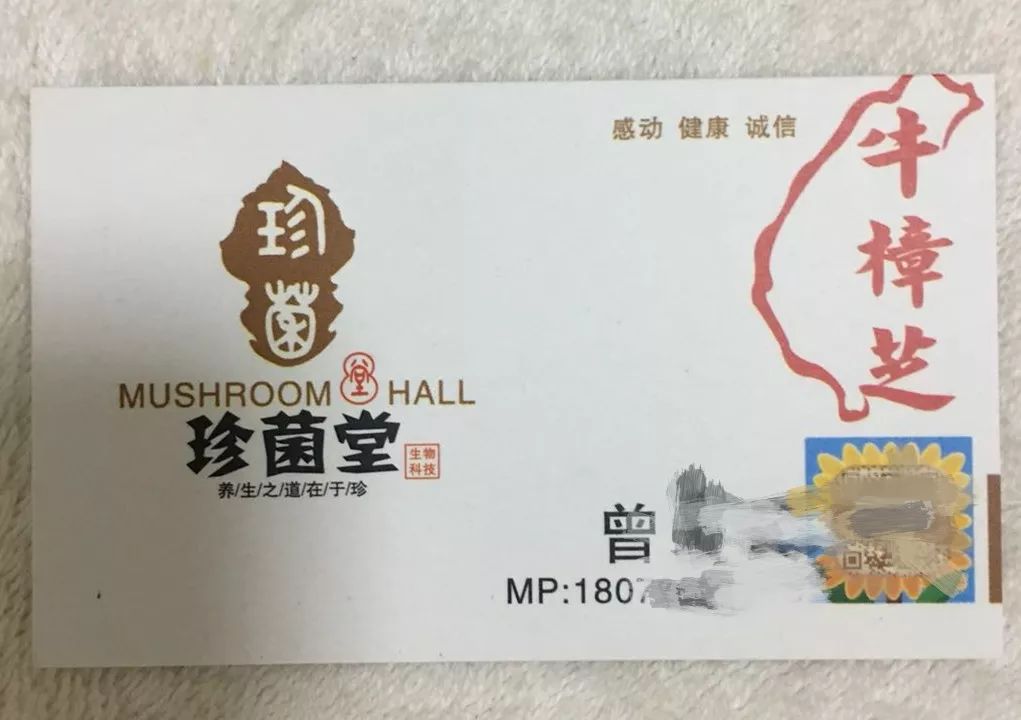 感动 健康 诚信
牛樟芝
珍菌
MUSHROOM 堂 HALL
珍菌堂
生物
科技
养/生/之/道/在/于/珍
曾
MP:1807